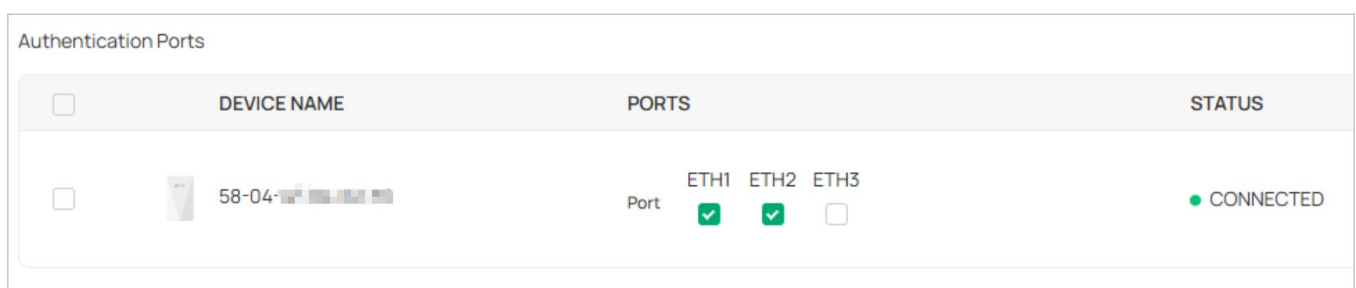 Authentication Ports
DEVICE NAME PORTS STATUS
ETH1 ETH2 ETH3
58-04- Port CONNECTED